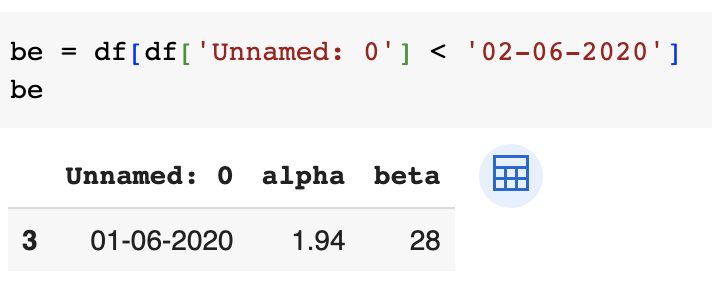 be = df[df['Unnamed: 0'] < '02-06-2020']
be
Unnamed: 0 alpha beta
3 01-06-2020 1.94 28